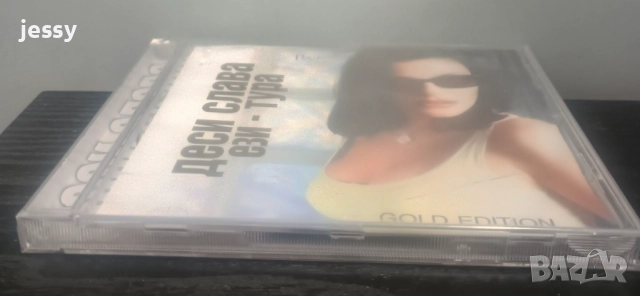 jessy
деси слава
ези - тура
GOLD EDITION
BAZAR